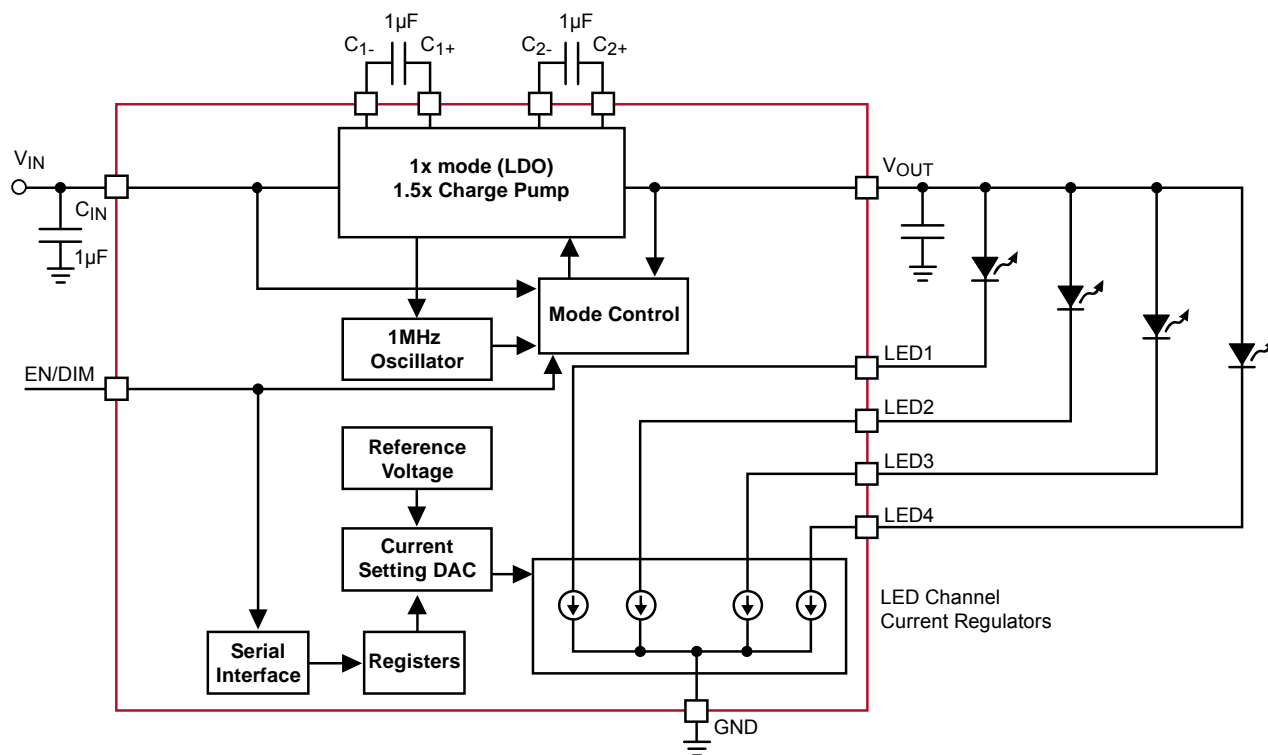 1µF
1µF
C1-
C1+
C2-
C2+
1x mode (LDO)
1.5x Charge Pump
VIN
VOUT
CIN
1µF
Mode Control
1MHz
Oscillator
LED1
EN/DIM
LED2
Reference
Voltage
LED3
LED4
Current
Setting DAC
LED Channel
Current Regulators
Serial
Interface
Registers
GND